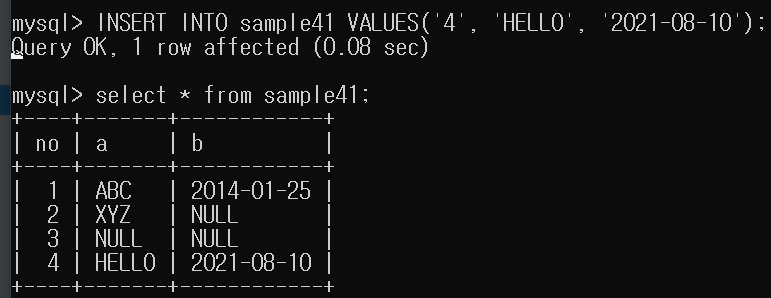 mysql> INSERT INTO sample41 VALUES('4', 'HELLO', '2021-08-10');
Query OK, 1 row affected (0.08 sec)
mysql> select * from sample41;
+----+-------+------------+
| no | a     | b          |
+----+-------+------------+
|  1 | ABC   | 2014-01-25 |
|  2 | XYZ   | NULL       |
|  3 | NULL  | NULL       |
|  4 | HELLO | 2021-08-10 |
+----+-------+------------+